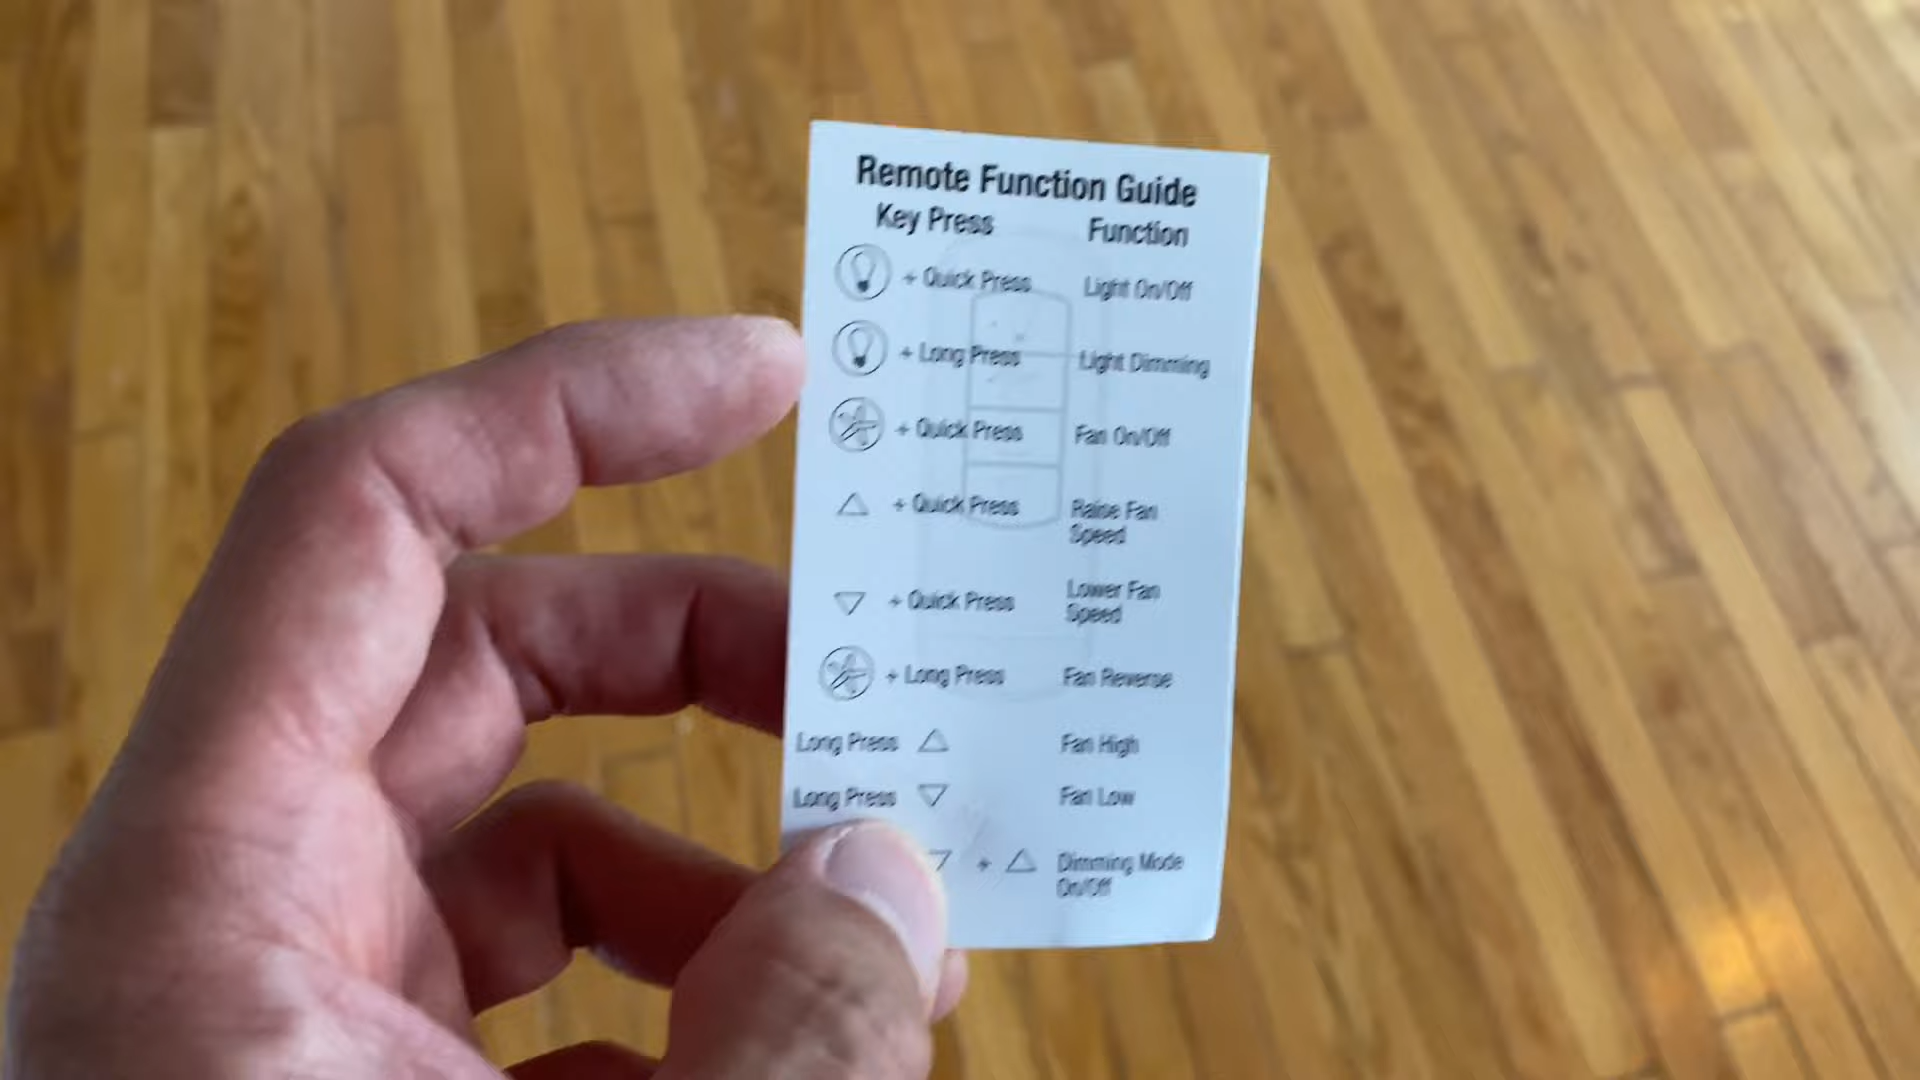 Remote Function Guide
Key Press Function
+ Quick Press Light On/Off
+ Long Press Light Dimming
+ Quick Press Fan On/Off
+ Quick Press Raise Fan
Speed
+ Quick Press Lower Fan
Speed
+ Long Press Fan Reverse
Long Press △ Fan High
Long Press ▽ Fan Low
▽ + △ Dimming Mode
On/Off